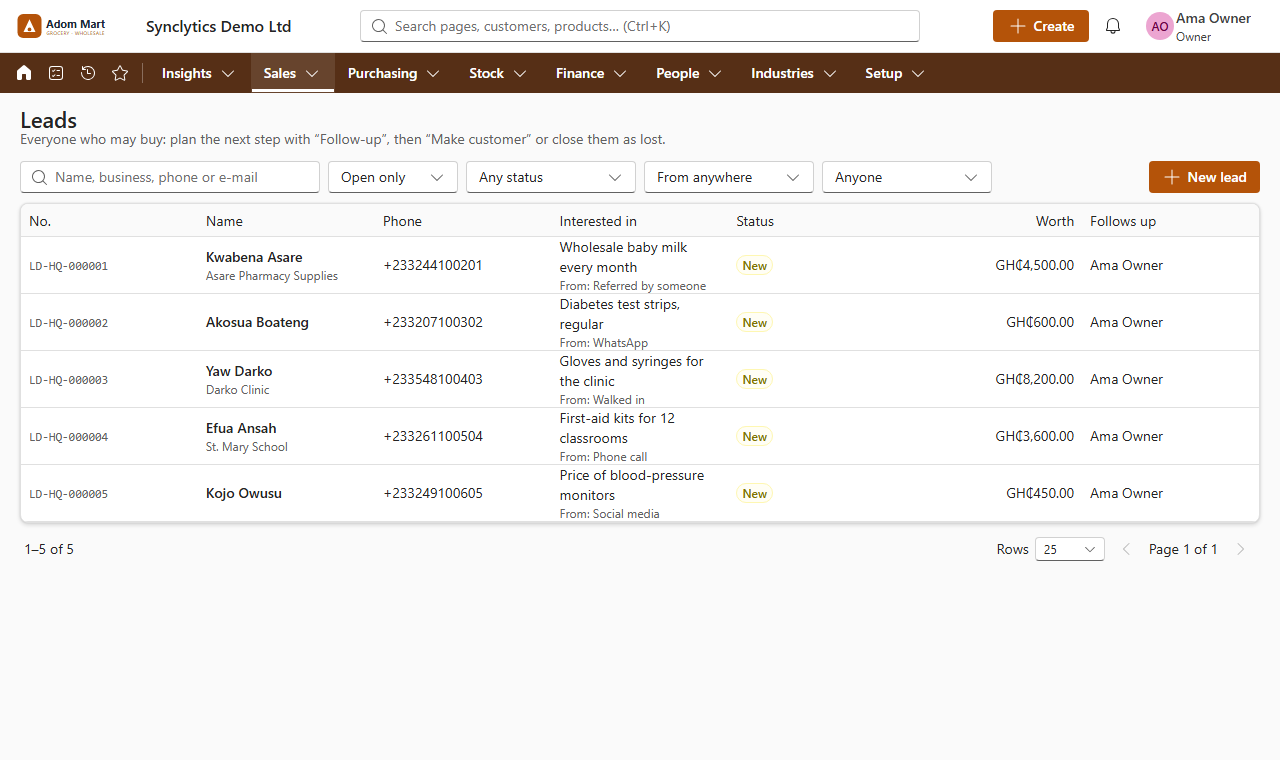 Adom Mart
GROCERY · WHOLESALE
Synclytics Demo Ltd
Search pages, customers, products... (Ctrl+K)
Create
AO
Ama Owner
Owner
Insights
Sales
Purchasing
Stock
Finance
People
Industries
Setup
Leads
Everyone who may buy: plan the next step with “Follow-up”, then “Make customer” or close them as lost.
Name, business, phone or e-mail
Open only
Any status
From anywhere
Anyone
New lead
No. Name Phone Interested in Status Worth Follows up
LD-HQ-000001
Kwabena Asare
Asare Pharmacy Supplies
+233244100201
Wholesale baby milk
every month
From: Referred by someone
New
GH₵4,500.00
Ama Owner
LD-HQ-000002
Akosua Boateng
+233207100302
Diabetes test strips,
regular
From: WhatsApp
New
GH₵600.00
Ama Owner
LD-HQ-000003
Yaw Darko
Darko Clinic
+233548100403
Gloves and syringes for
the clinic
From: Walked in
New
GH₵8,200.00
Ama Owner
LD-HQ-000004
Efua Ansah
St. Mary School
+233261100504
First-aid kits for 12
classrooms
From: Phone call
New
GH₵3,600.00
Ama Owner
LD-HQ-000005
Kojo Owusu
+233249100605
Price of blood-pressure
monitors
From: Social media
New
GH₵450.00
Ama Owner
1–5 of 5
Rows
25
Page 1 of 1